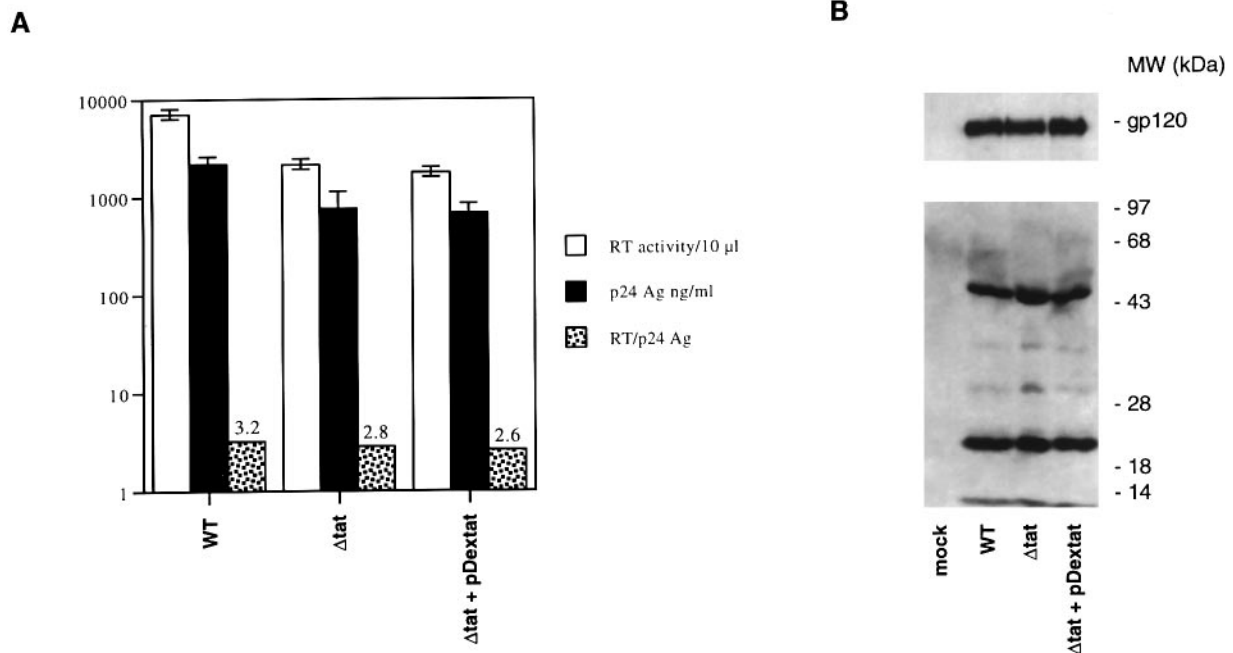 A
10000
1000
100
10
1
3.2
2.8
2.6
WT
Δtat
Δtat + pDextat
RT activity/10 µl
p24 Ag ng/ml
RT/p24 Ag
B
MW (kDa)
- gp120
- 97
- 68
- 43
- 28
- 18
- 14
mock
WT
Δtat
Δtat + pDextat